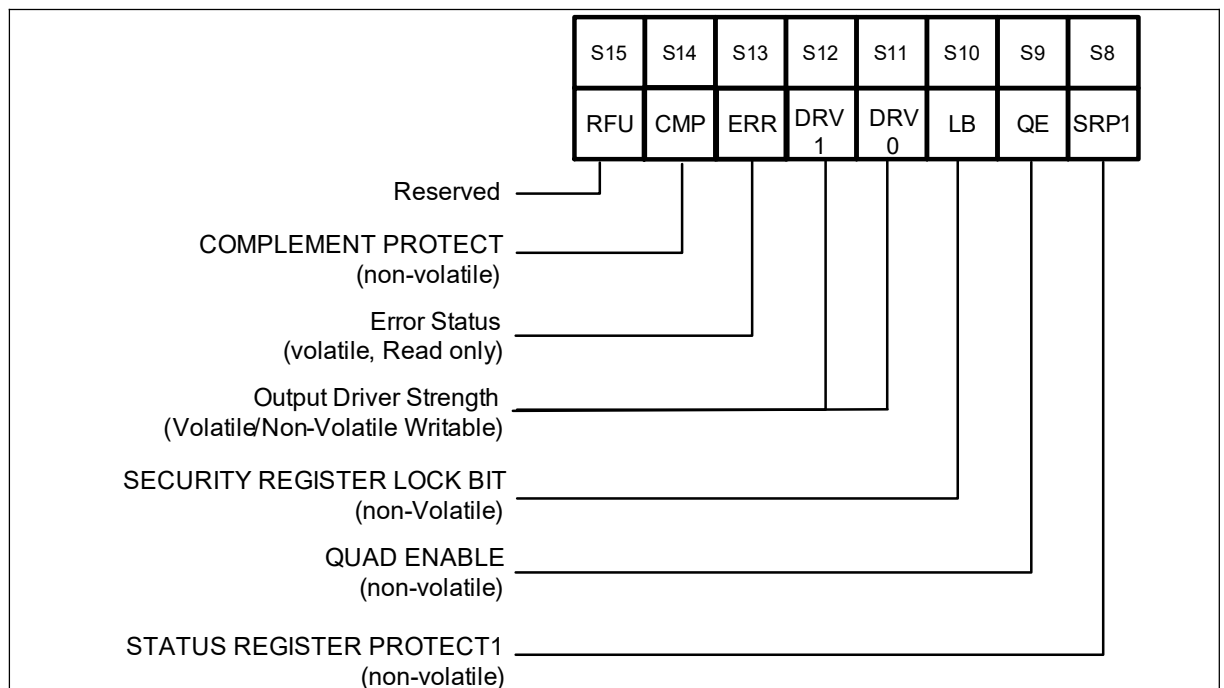 S15 S14 S13 S12 S11 S10 S9 S8
RFU CMP ERR DRV 1 DRV 0 LB QE SRP1
Reserved
COMPLEMENT PROTECT
(non-volatile)
Error Status
(volatile, Read only)
Output Driver Strength
(Volatile/Non-Volatile Writable)
SECURITY REGISTER LOCK BIT
(non-Volatile)
QUAD ENABLE
(non-volatile)
STATUS REGISTER PROTECT1
(non-volatile)